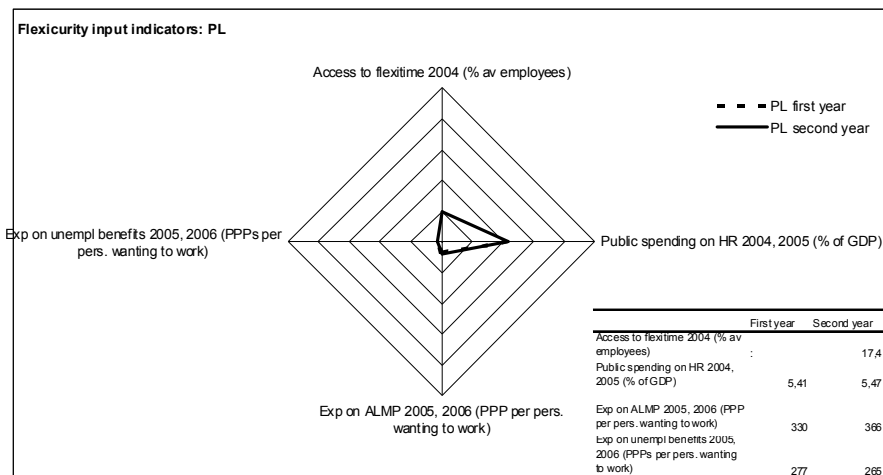 Flexicurity input indicators: PL
Access to flexitime 2004 (% av employees)
PL first year
PL second year
Exp on unempl benefits 2005, 2006 (PPPs per
pers. wanting to work)
Public spending on HR 2004, 2005 (% of GDP)
Exp on ALMP 2005, 2006 (PPP per pers.
wanting to work)
First year Second year
Access to flexitime 2004 (% av
employees) : 17,4
Public spending on HR 2004,
2005 (% of GDP) 5,41 5,47
Exp on ALMP 2005, 2006 (PPP
per pers. wanting to work) 330 366
Exp on unempl benefits 2005,
2006 (PPPs per pers. wanting
to work) 277 265